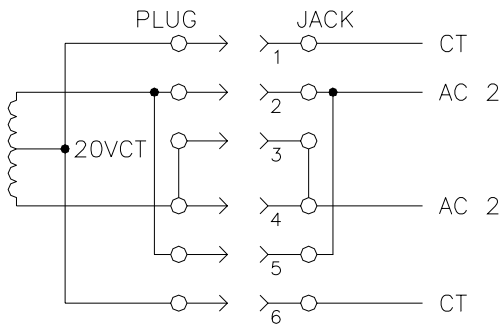 PLUG JACK
1 CT
2 AC 2
20VCT 3
4 AC 2
5
6 CT